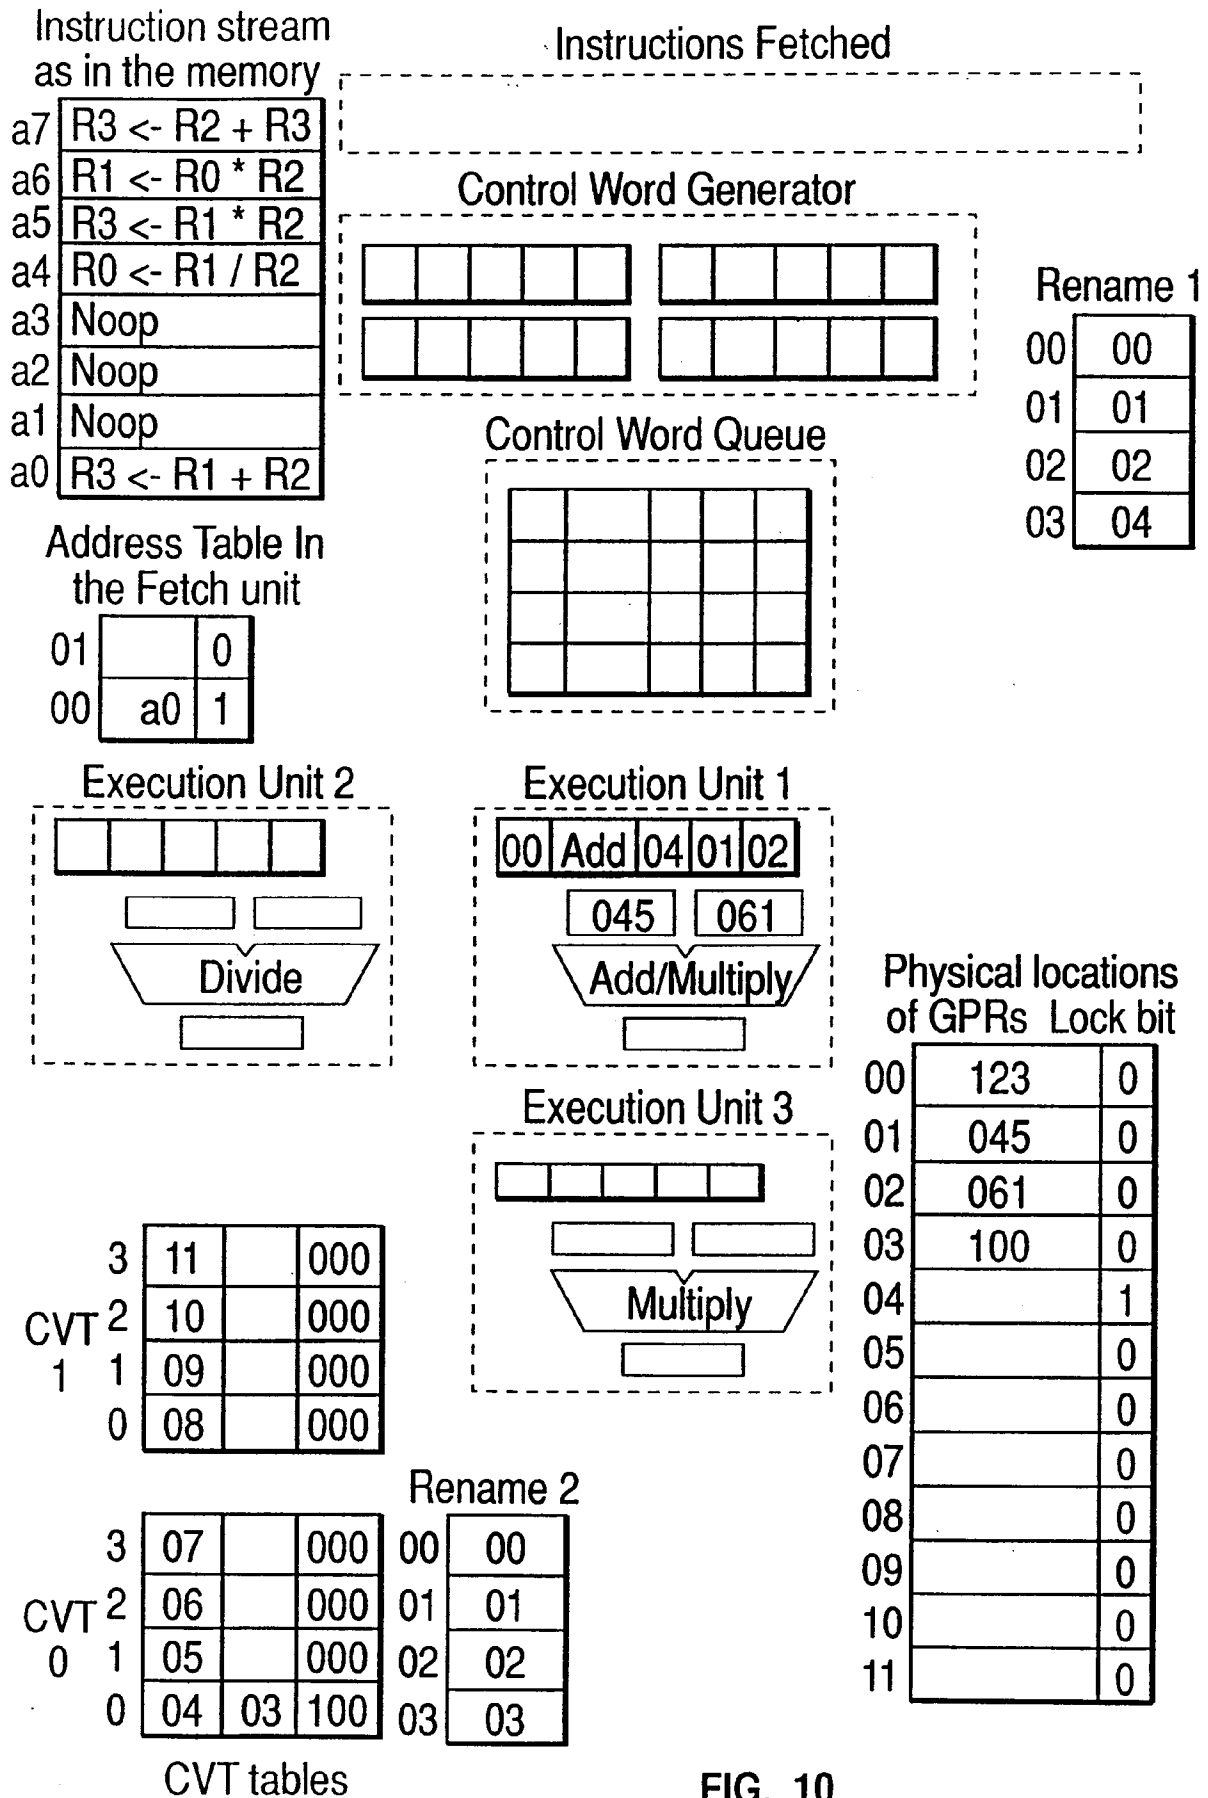 Instruction stream
as in the memory
a7 R3 <- R2 + R3
a6 R1 <- R0 * R2
a5 R3 <- R1 * R2
a4 R0 <- R1 / R2
a3 Noop
a2 Noop
a1 Noop
a0 R3 <- R1 + R2
Instructions Fetched
Control Word Generator
Rename 1
00 00
01 01
02 02
03 04
Control Word Queue
Address Table In
the Fetch unit
01 0
00 a0 1
Execution Unit 2
Divide
Execution Unit 1
00 Add 04 01 02
045 061
Add/Multiply
Execution Unit 3
Multiply
Physical locations
of GPRs Lock bit
00 123 0
01 045 0
02 061 0
03 100 0
04 1
05 0
06 0
07 0
08 0
09 0
10 0
11 0
CVT
1
3 11 000
2 10 000
1 09 000
0 08 000
CVT
0
3 07 000
2 06 000
1 05 000
0 04 03 100
CVT tables
Rename 2
00 00
01 01
02 02
03 03
FIG. 10